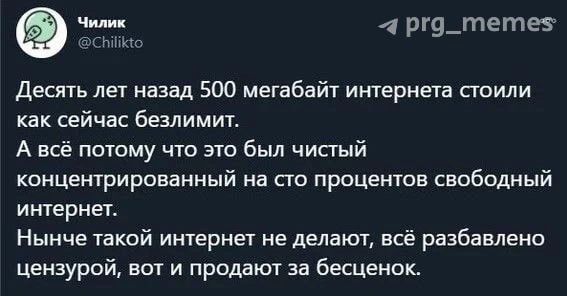 Чилик
@Chilikto
prg_memes
Десять лет назад 500 мегабайт интернета стоили
как сейчас безлимит.
А всё потому что это был чистый
концентрированный на сто процентов свободный
интернет.
Нынче такой интернет не делают, всё разбавлено
цензурой, вот и продают за бесценок.